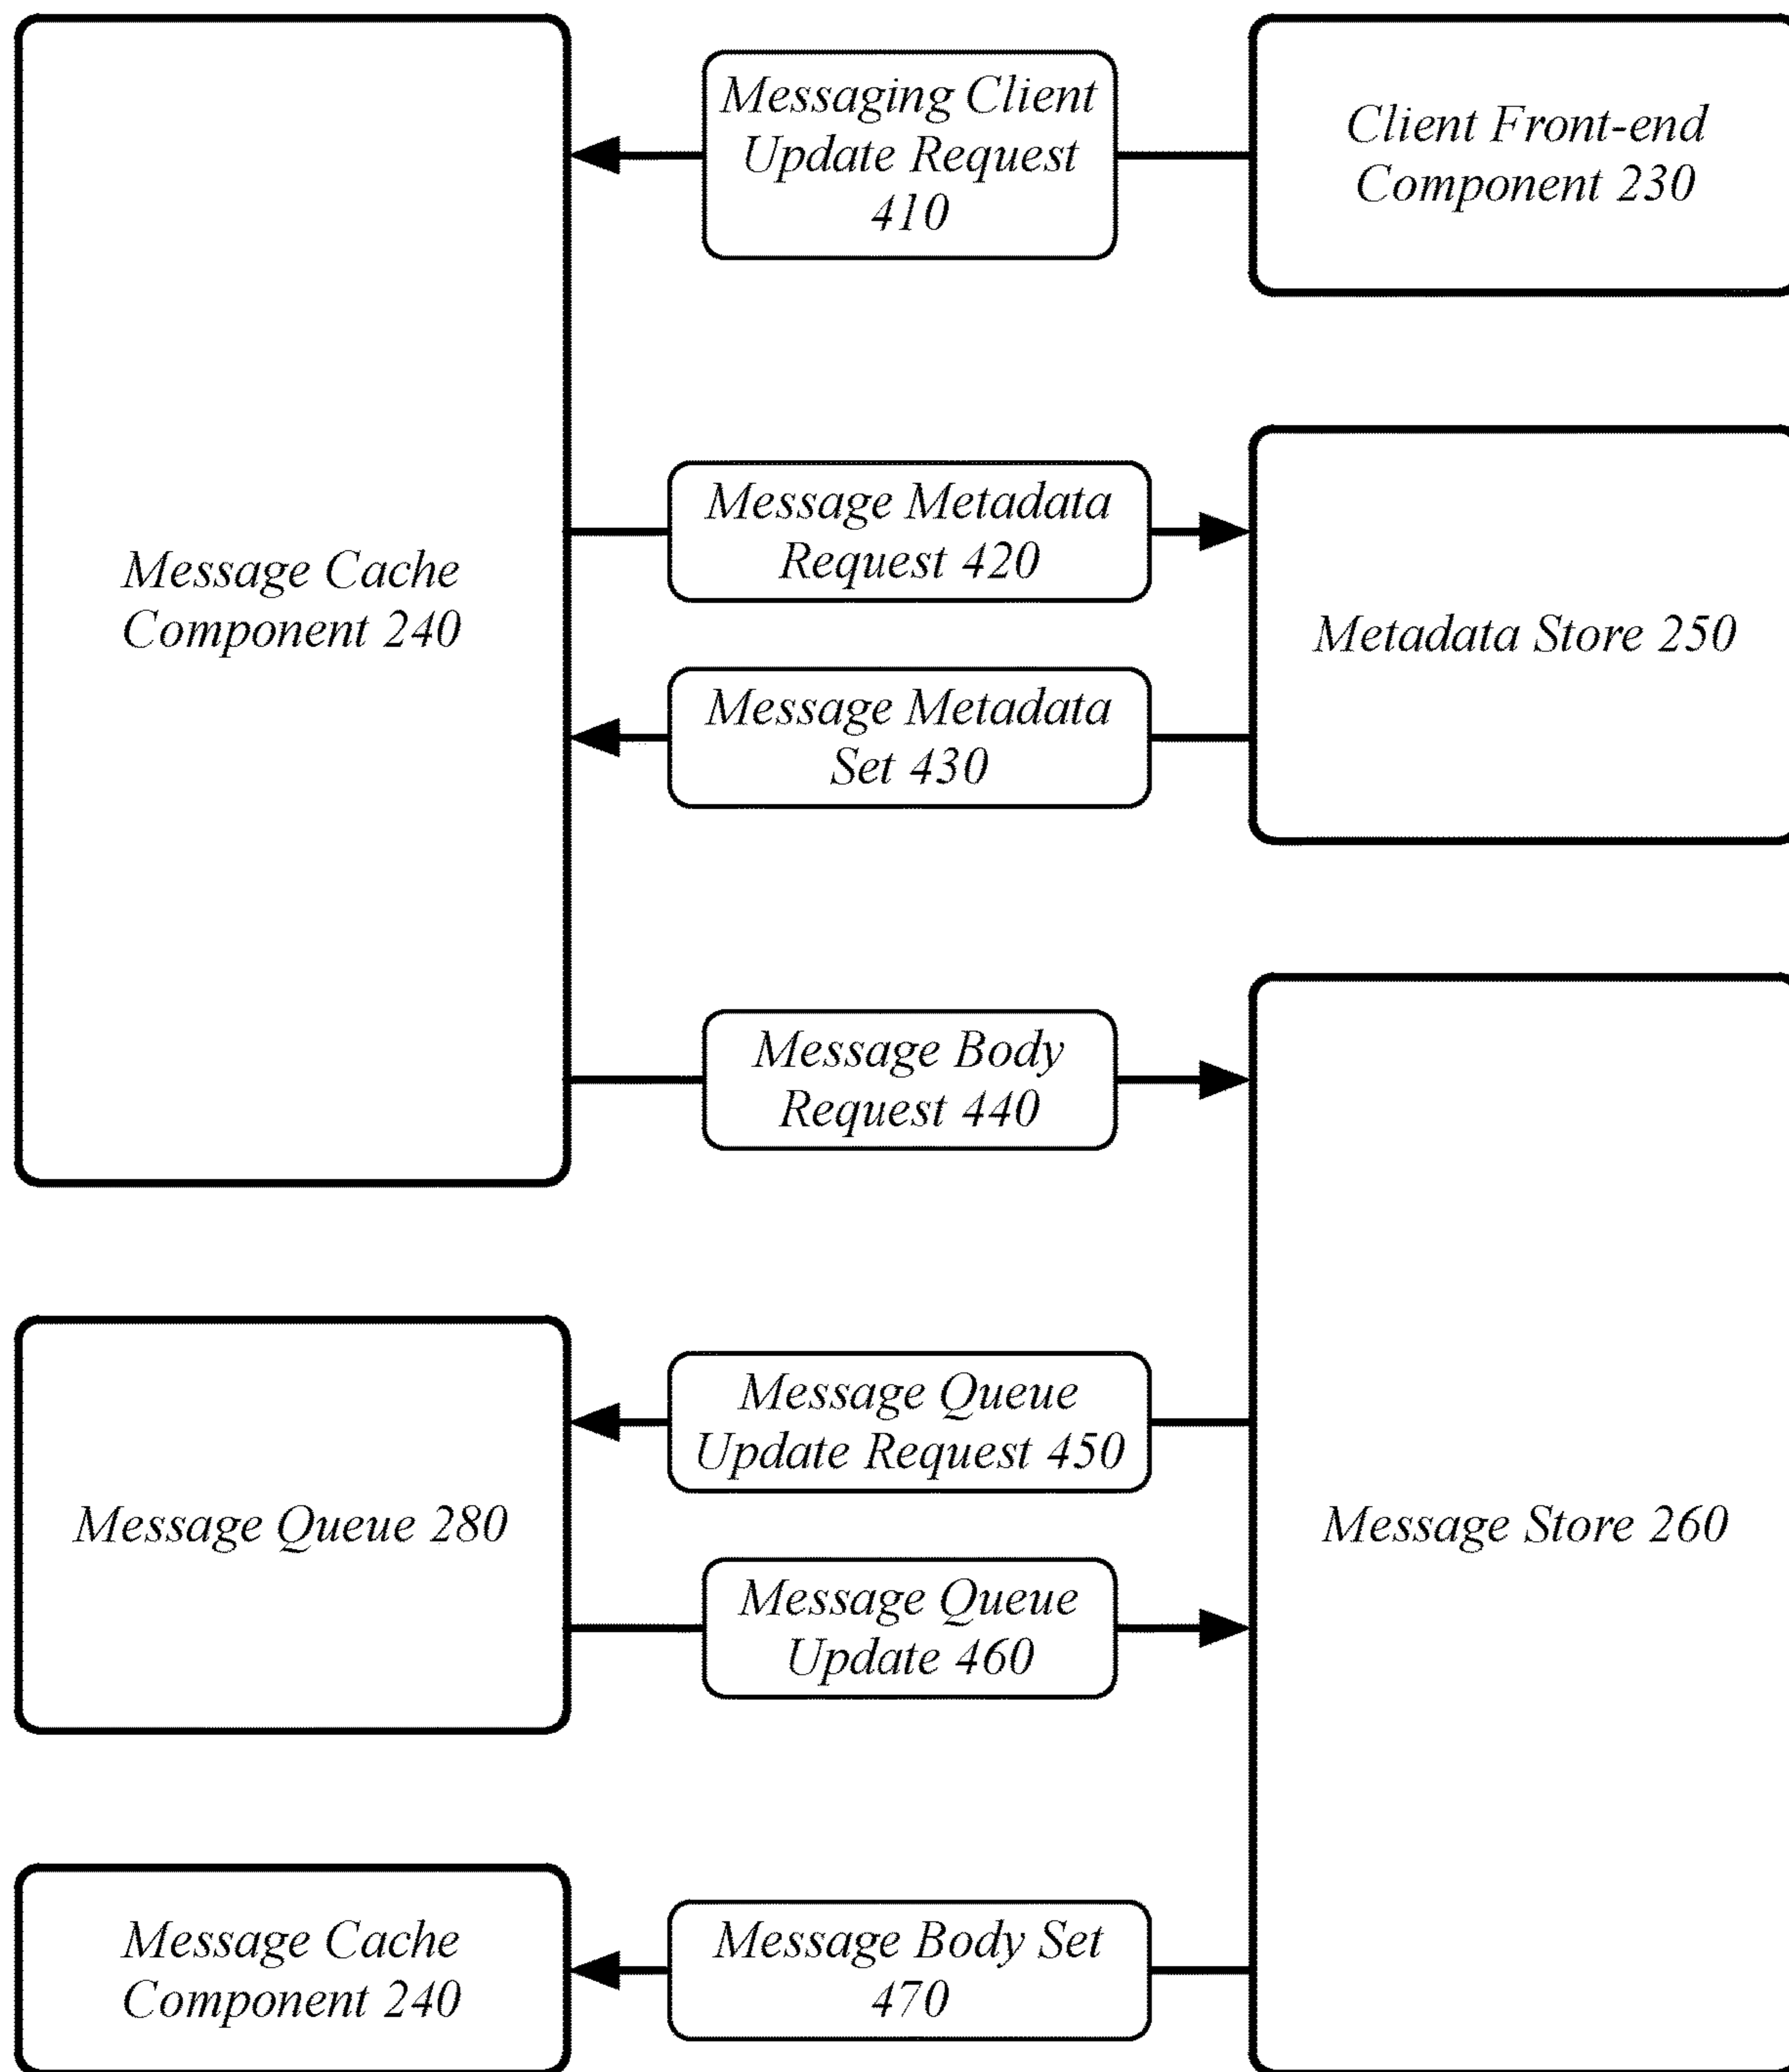 Messaging Client
Update Request
410
Client Front-end
Component 230
Message Metadata
Request 420
Message Cache
Component 240
Metadata Store 250
Message Metadata
Set 430
Message Body
Request 440
Message Queue
Update Request 450
Message Queue 280
Message Store 260
Message Queue
Update 460
Message Cache
Component 240
Message Body Set
470